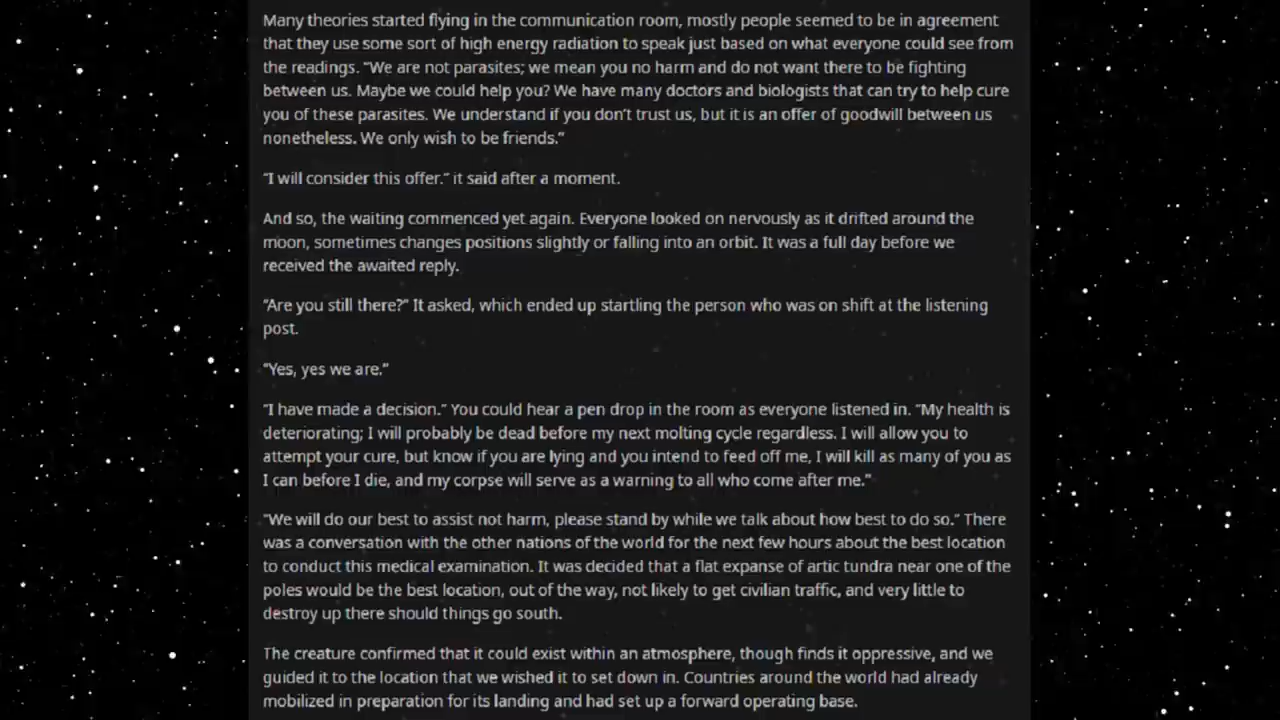 Many theories started flying in the communication room, mostly people seemed to be in agreement
that they use some sort of high energy radiation to speak just based on what everyone could see from
the readings. “We are not parasites; we mean you no harm and do not want there to be fighting
between us. Maybe we could help you? We have many doctors and biologists that can try to help cure
you of these parasites. We understand if you don’t trust us, but it is an offer of goodwill between us
nonetheless. We only wish to be friends.”
“I will consider this offer.” it said after a moment.
And so, the waiting commenced yet again. Everyone looked on nervously as it drifted around the
moon, sometimes changes positions slightly or falling into an orbit. It was a full day before we
received the awaited reply.
“Are you still there?” It asked, which ended up startling the person who was on shift at the listening
post.
“Yes, yes we are.”
“I have made a decision.” You could hear a pen drop in the room as everyone listened in. “My health is
deteriorating; I will probably be dead before my next molting cycle regardless. I will allow you to
attempt your cure, but know if you are lying and you intend to feed off me, I will kill as many of you as
I can before I die, and my corpse will serve as a warning to all who come after me.”
“We will do our best to assist not harm, please stand by while we talk about how best to do so.” There
was a conversation with the other nations of the world for the next few hours about the best location
to conduct this medical examination. It was decided that a flat expanse of artic tundra near one of the
poles would be the best location, out of the way, not likely to get civilian traffic, and very little to
destroy up there should things go south.
The creature confirmed that it could exist within an atmosphere, though finds it oppressive, and we
guided it to the location that we wished it to set down in. Countries around the world had already
mobilized in preparation for its landing and had set up a forward operating base.